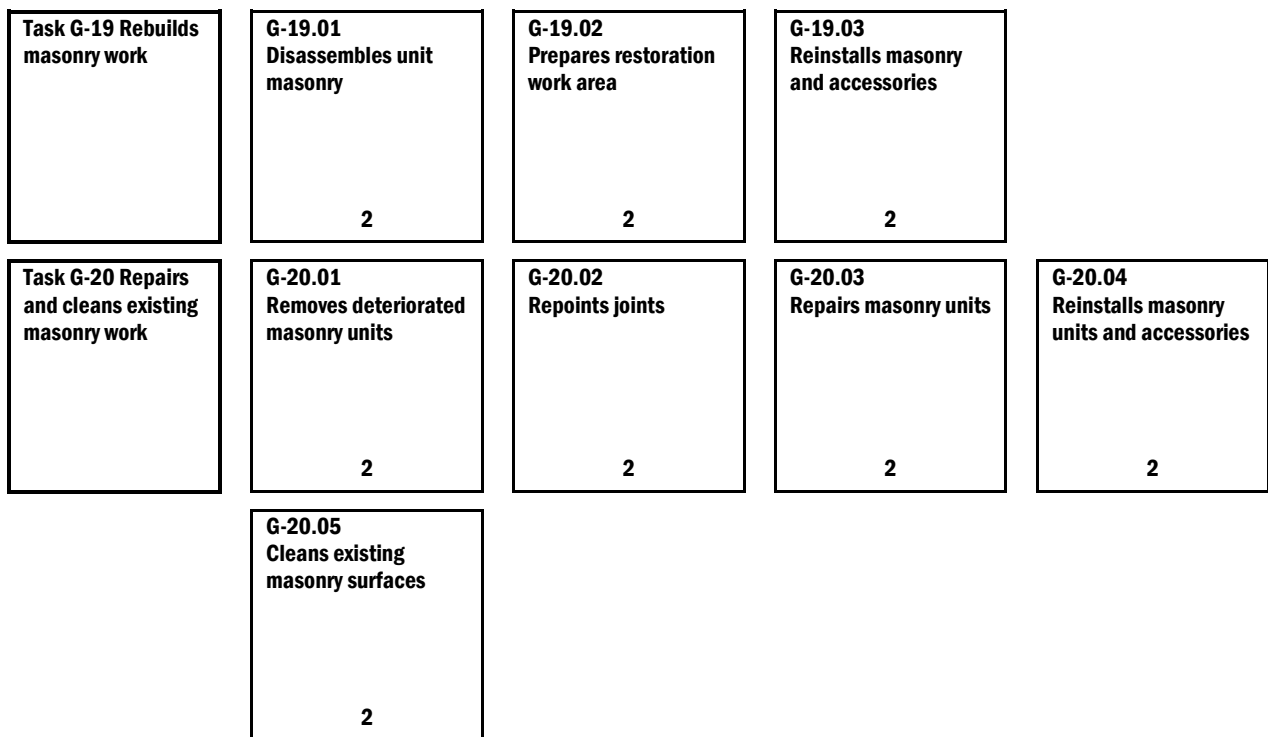 Task G-19 Rebuilds
masonry work
G-19.01
Disassembles unit
masonry
2
G-19.02
Prepares restoration
work area
2
G-19.03
Reinstalls masonry
and accessories
2
Task G-20 Repairs
and cleans existing
masonry work
G-20.01
Removes deteriorated
masonry units
2
G-20.02
Repoints joints
2
G-20.03
Repairs masonry units
2
G-20.04
Reinstalls masonry
units and accessories
2
G-20.05
Cleans existing
masonry surfaces
2